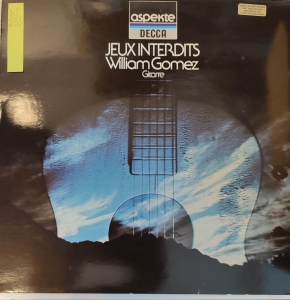 aspekte
DECCA
JEUX INTERDITS
William Gomez
Gitarre